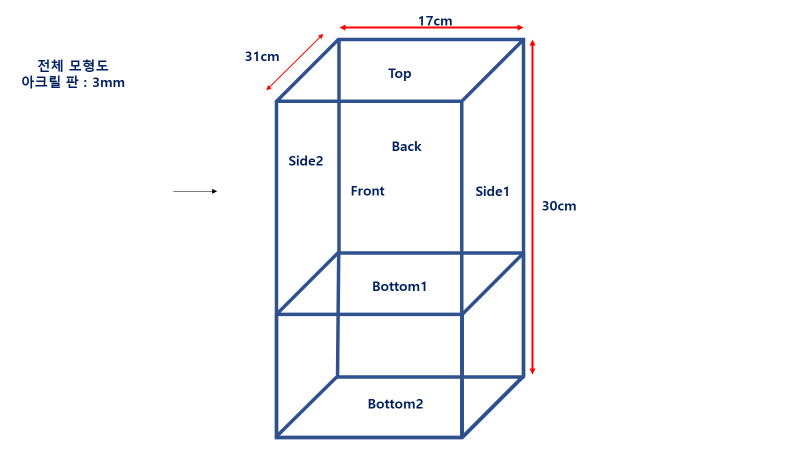 17cm
31cm
전체 모형도
아크릴 판 : 3mm
Top
Back
Side2
Front
Side1
30cm
Bottom1
Bottom2